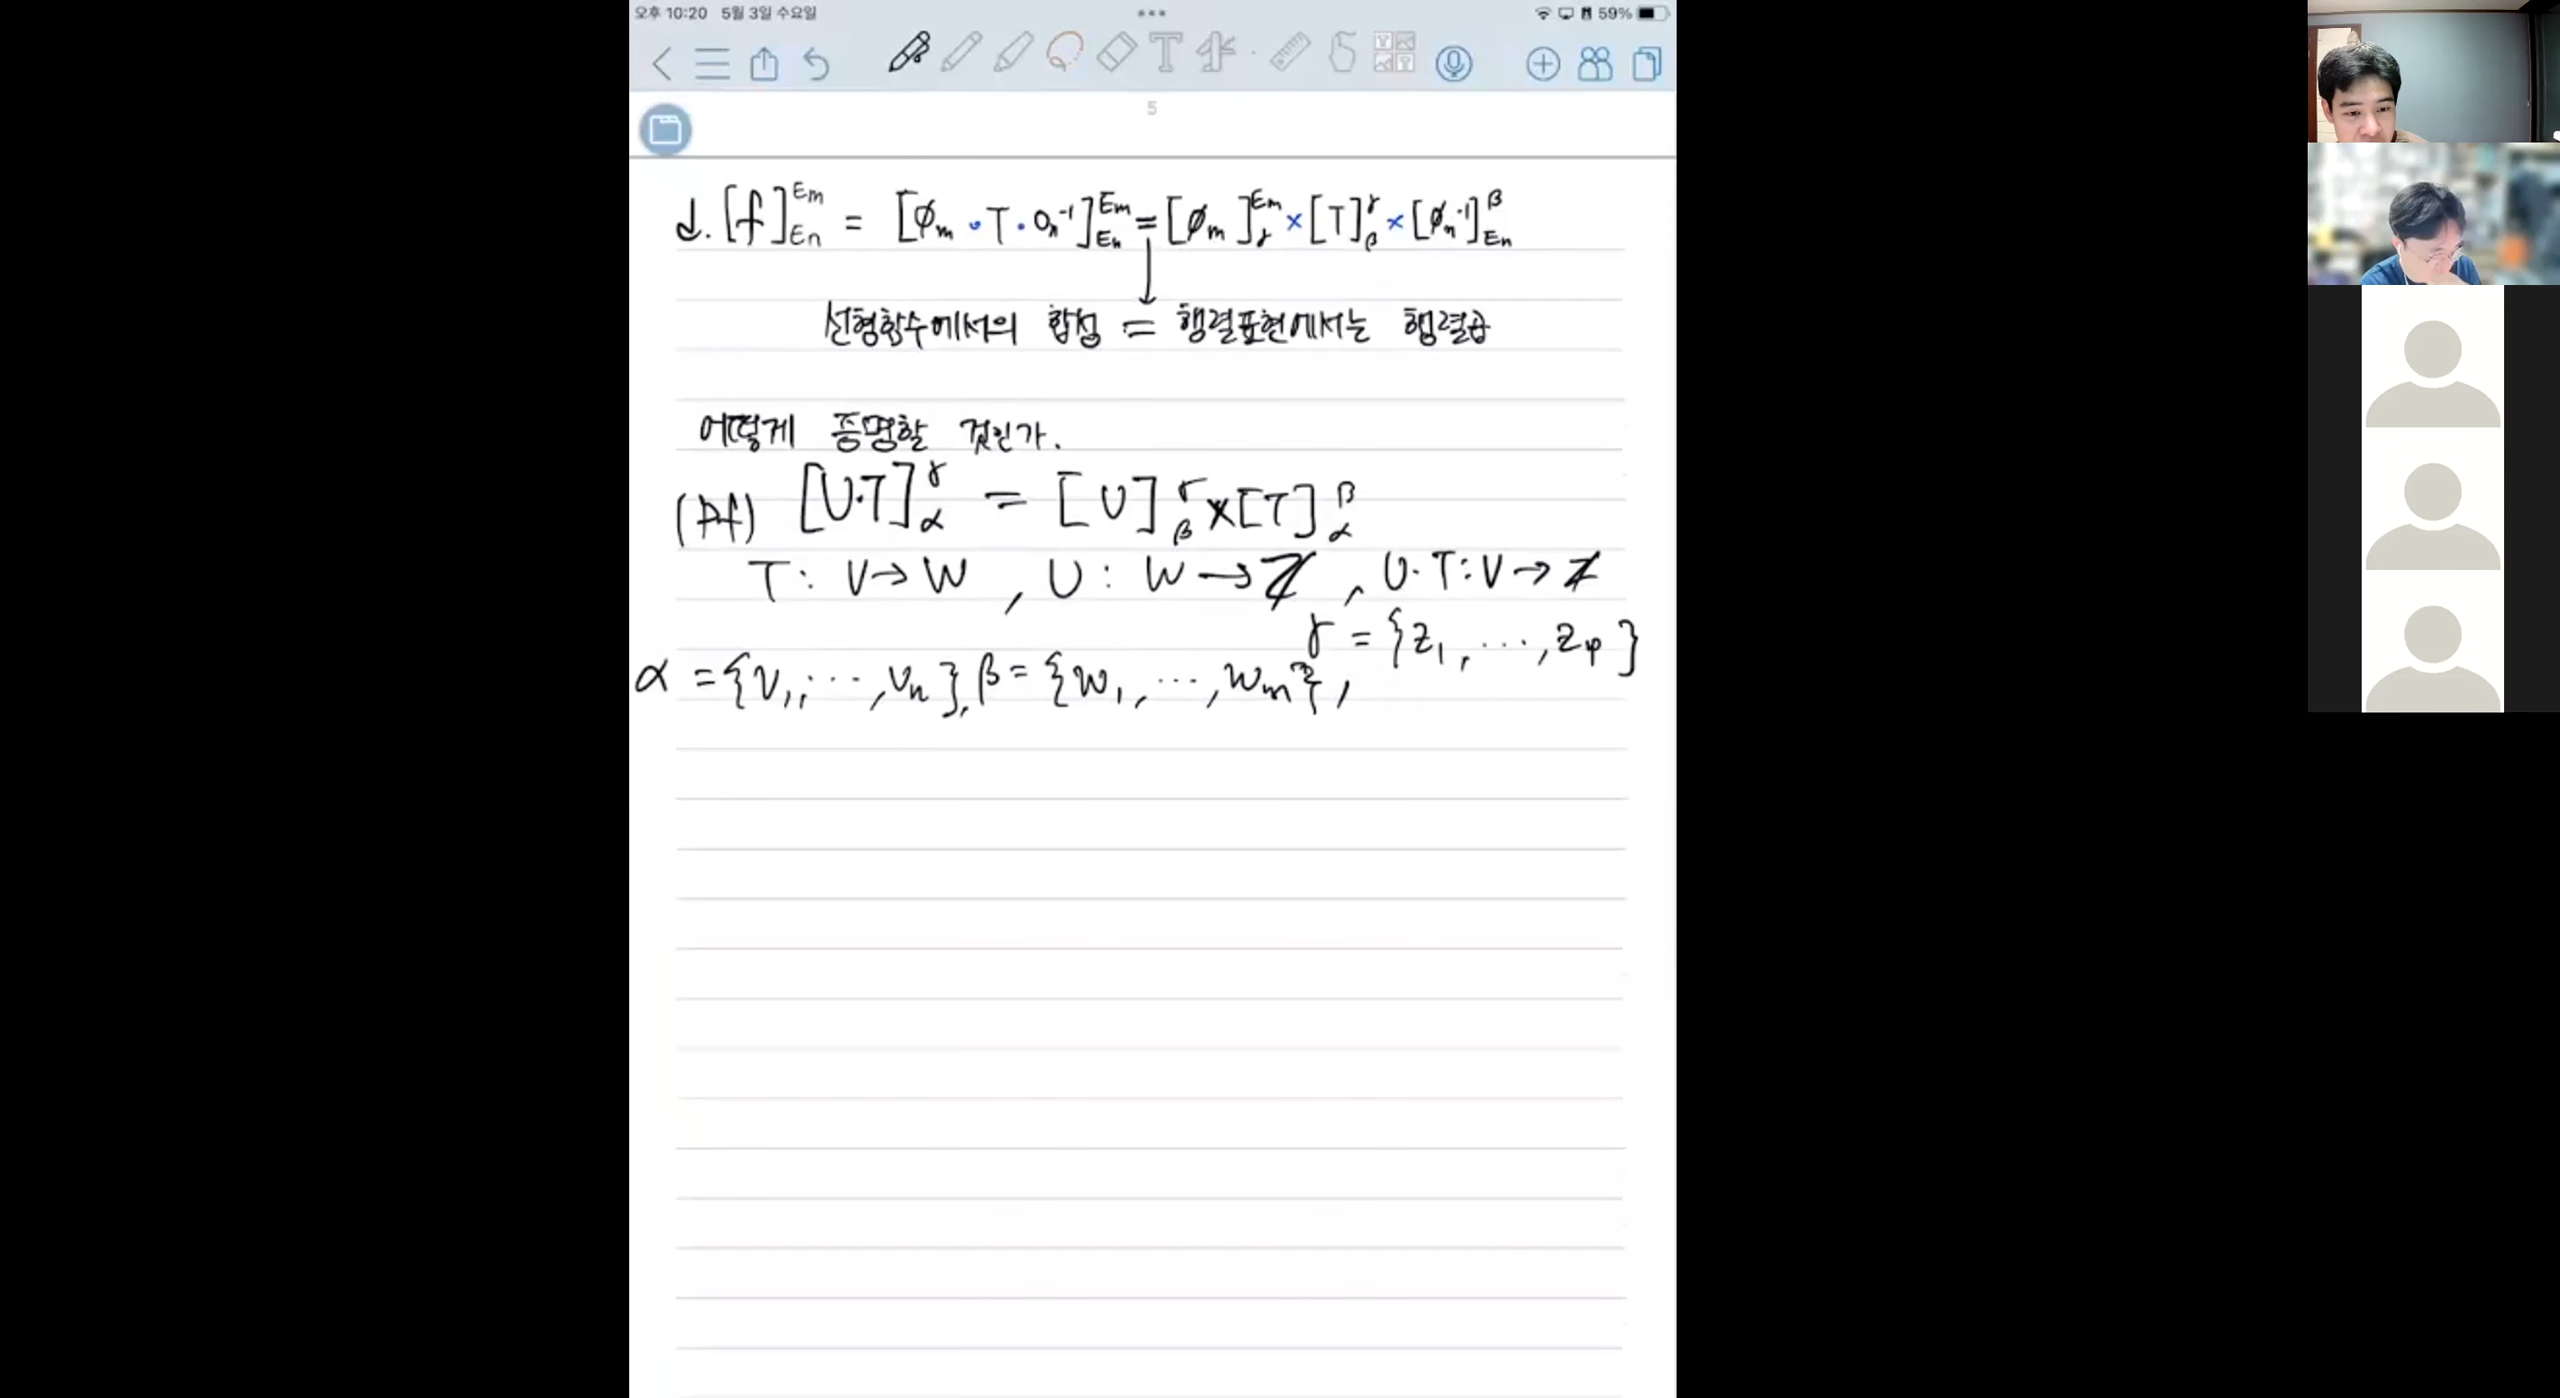 오후 10:20 5월 3일 수요일
59%
5
d. [f]_{En}^{Em} = [φm · T · On⁻¹]_{En}^{Em} = [φm]_γ^{Em} × [T]_β^γ × [φn⁻¹]_{En}^β
선형함수에서의 합성 = 행렬표현에서는 행렬곱
어떻게 증명할 것인가.
(Pf) [U·T]_α^γ = [U]_β^γ × [T]_α^β
T : V → W , U : W → Z , U·T : V → Z
γ = {z₁, ⋯, zp}
α = {v₁, ⋯, vn}, β = {w₁, ⋯, wm},